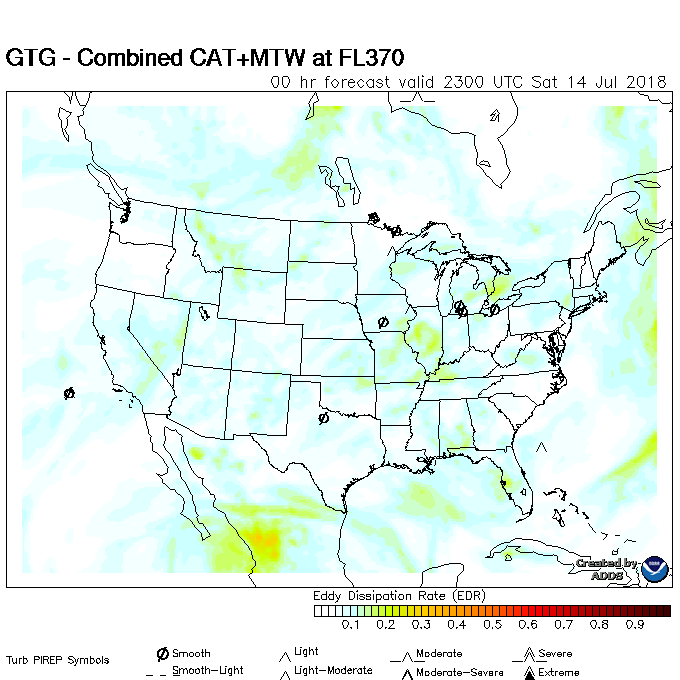 GTG - Combined CAT+MTW at FL370
00 hr forecast valid 2300 UTC Sat 14 Jul 2018
Created by
ADDS
Eddy Dissipation Rate (EDR)
0.1 0.2 0.3 0.4 0.5 0.6 0.7 0.8 0.9
Turb PIREP Symbols
Smooth Light Moderate Severe
Smooth-Light Light-Moderate Moderate-Severe Extreme